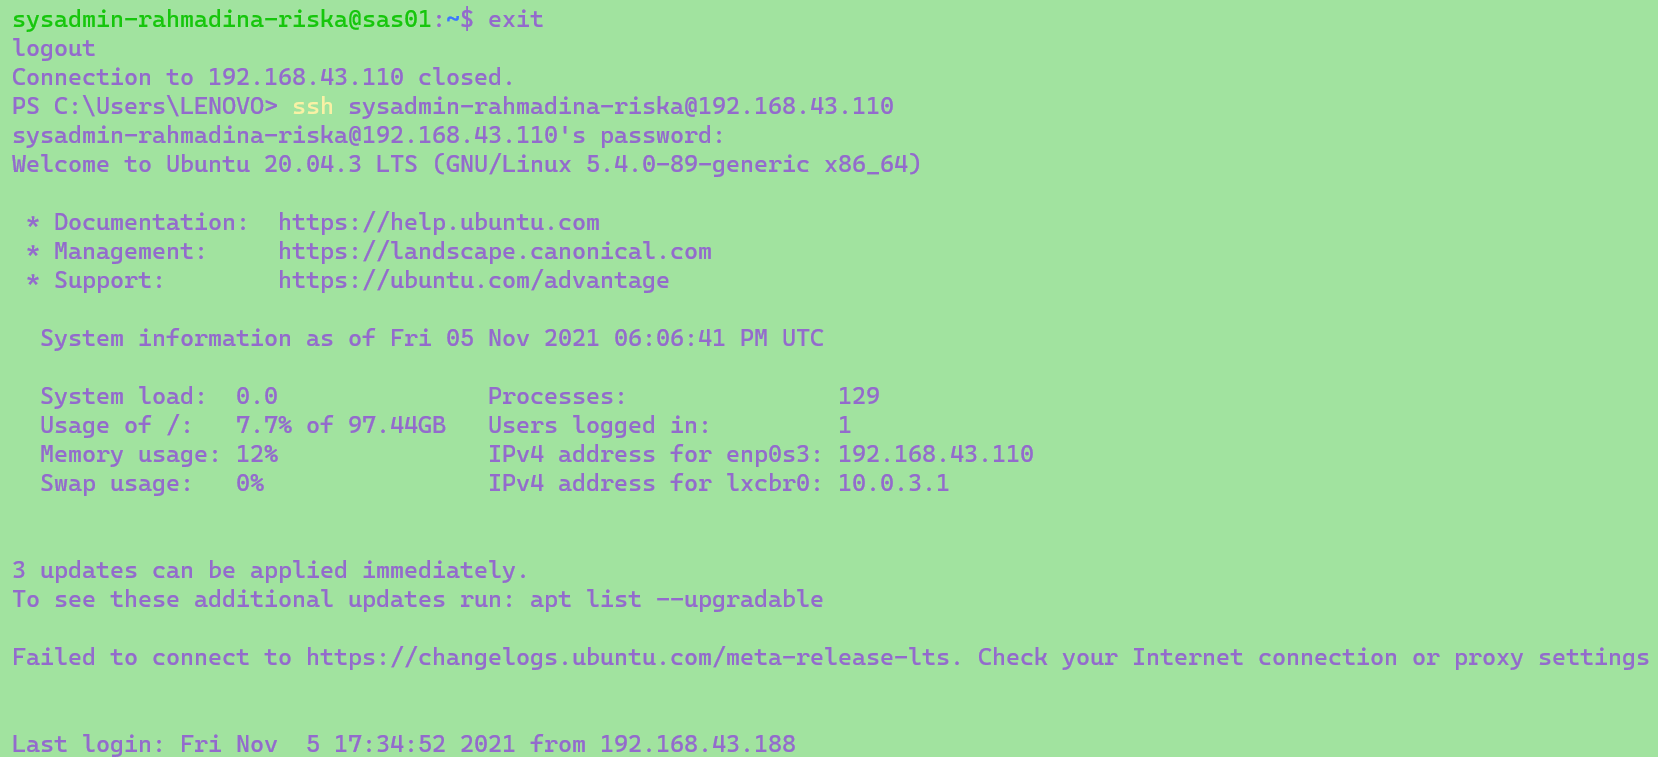 sysadmin-rahmadina-riska@sas01:~$ exit
logout
Connection to 192.168.43.110 closed.
PS C:\Users\LENOVO> ssh sysadmin-rahmadina-riska@192.168.43.110
sysadmin-rahmadina-riska@192.168.43.110's password:
Welcome to Ubuntu 20.04.3 LTS (GNU/Linux 5.4.0-89-generic x86_64)

 * Documentation:  https://help.ubuntu.com
 * Management:     https://landscape.canonical.com
 * Support:        https://ubuntu.com/advantage

  System information as of Fri 05 Nov 2021 06:06:41 PM UTC

  System load:  0.0               Processes:               129
  Usage of /:   7.7% of 97.44GB   Users logged in:         1
  Memory usage: 12%               IPv4 address for enp0s3: 192.168.43.110
  Swap usage:   0%                IPv4 address for lxcbr0: 10.0.3.1


3 updates can be applied immediately.
To see these additional updates run: apt list --upgradable

Failed to connect to https://changelogs.ubuntu.com/meta-release-lts. Check your Internet connection or proxy settings


Last login: Fri Nov  5 17:34:52 2021 from 192.168.43.188